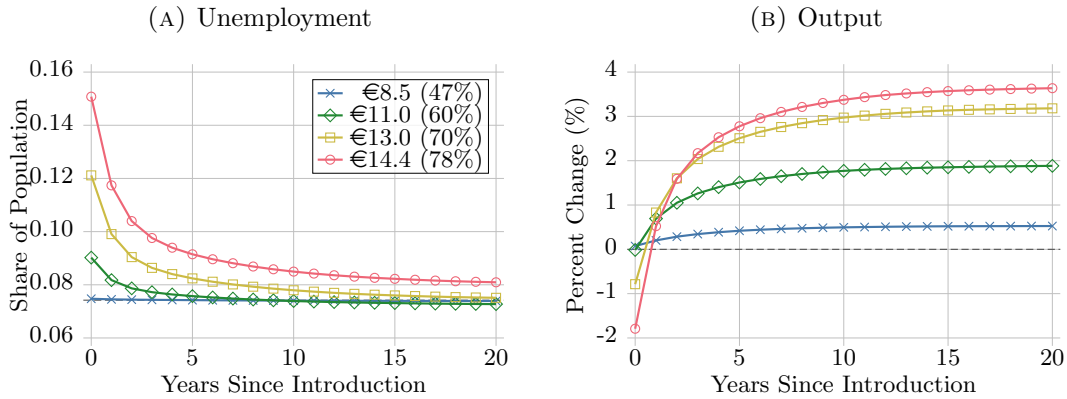 (A) Unemployment
Share of Population
0.16
0.14
0.12
0.10
0.08
0.06
€8.5 (47%)
€11.0 (60%)
€13.0 (70%)
€14.4 (78%)
0 5 10 15 20
Years Since Introduction
(B) Output
Percent Change (%)
4
3
2
1
0
-1
-2
0 5 10 15 20
Years Since Introduction